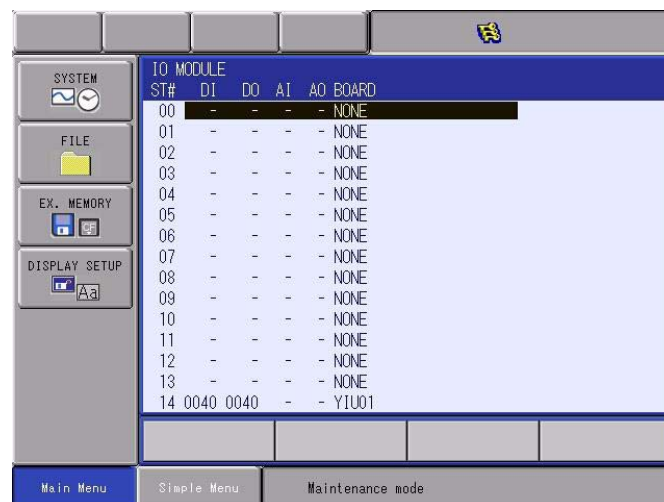 SYSTEM
FILE
EX. MEMORY
CF
DISPLAY SETUP
Aa
IO MODULE
ST# DI DO AI AO BOARD
00 - - - - NONE
01 - - - - NONE
02 - - - - NONE
03 - - - - NONE
04 - - - - NONE
05 - - - - NONE
06 - - - - NONE
07 - - - - NONE
08 - - - - NONE
09 - - - - NONE
10 - - - - NONE
11 - - - - NONE
12 - - - - NONE
13 - - - - NONE
14 0040 0040 - - YIU01
Main Menu
Simple Menu
Maintenance mode